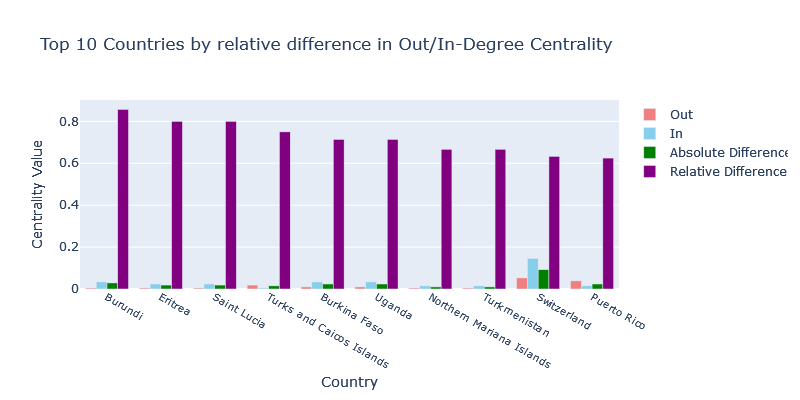 Top 10 Countries by relative difference in Out/In-Degree Centrality
Out
In
Absolute Difference
Relative Difference
Centrality Value
0.8
0.6
0.4
0.2
0
Burundi
Eritrea
Saint Lucia
Turks and Caicos Islands
Burkina Faso
Uganda
Northern Mariana Islands
Turkmenistan
Switzerland
Puerto Rico
Country